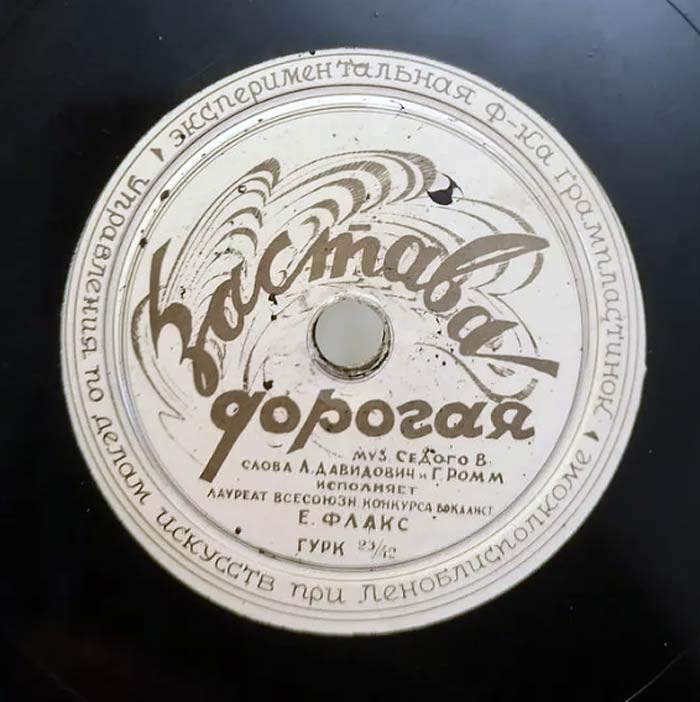 экспериментальная ф-ка грампластинок
управления по делам искусств при Леноблисполкоме
Застава
дорогая
муз. Седого В.
слова Л. Давидович и Г. Ромм
исполняет
лауреат всесоюзн. конкурса вокалист
Е. ФЛАКС
ГУРК 23/12